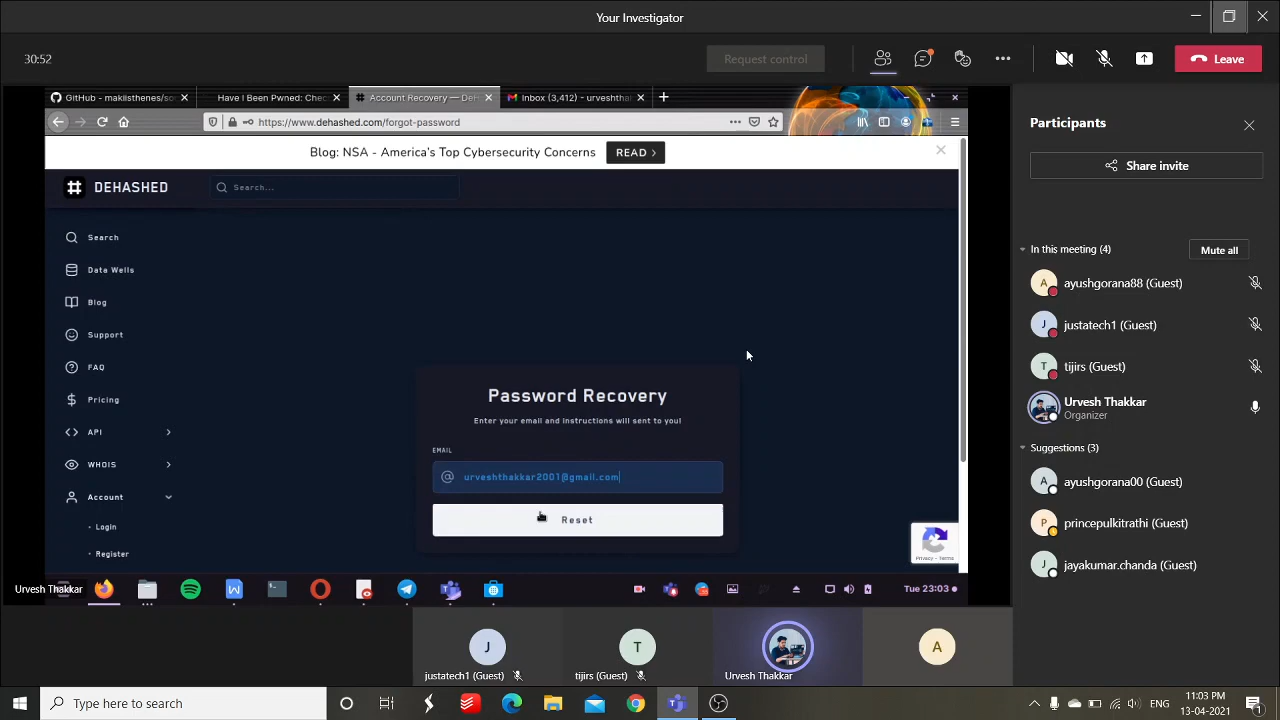 Your Investigator
30:52
Request control
Leave
GitHub - makiisthenes/so
Have I Been Pwned: Chec
Account Recovery — DeH
Inbox (3,412) - urveshth
https://www.dehashed.com/forgot-password
Blog: NSA - America's Top Cybersecurity Concerns
READ >
DEHASHED
Search...
Search
Data Wells
Blog
Support
FAQ
Pricing
API
WHOIS
Account
- Login
- Register
Password Recovery
Enter your email and instructions will sent to you!
EMAIL
urveshthakkar2001@gmail.com
Reset
Privacy - Terms
Urvesh Thakkar
Tue 23:03
J
T
A
justatech1 (Guest)
tijirs (Guest)
Urvesh Thakkar
Participants
Share invite
In this meeting (4)
Mute all
A
ayushgorana88 (Guest)
J
justatech1 (Guest)
T
tijirs (Guest)
Urvesh Thakkar
Organizer
Suggestions (3)
A
ayushgorana00 (Guest)
P
princepulkitrathi (Guest)
J
jayakumar.chanda (Guest)
Type here to search
ENG
11:03 PM
13-04-2021